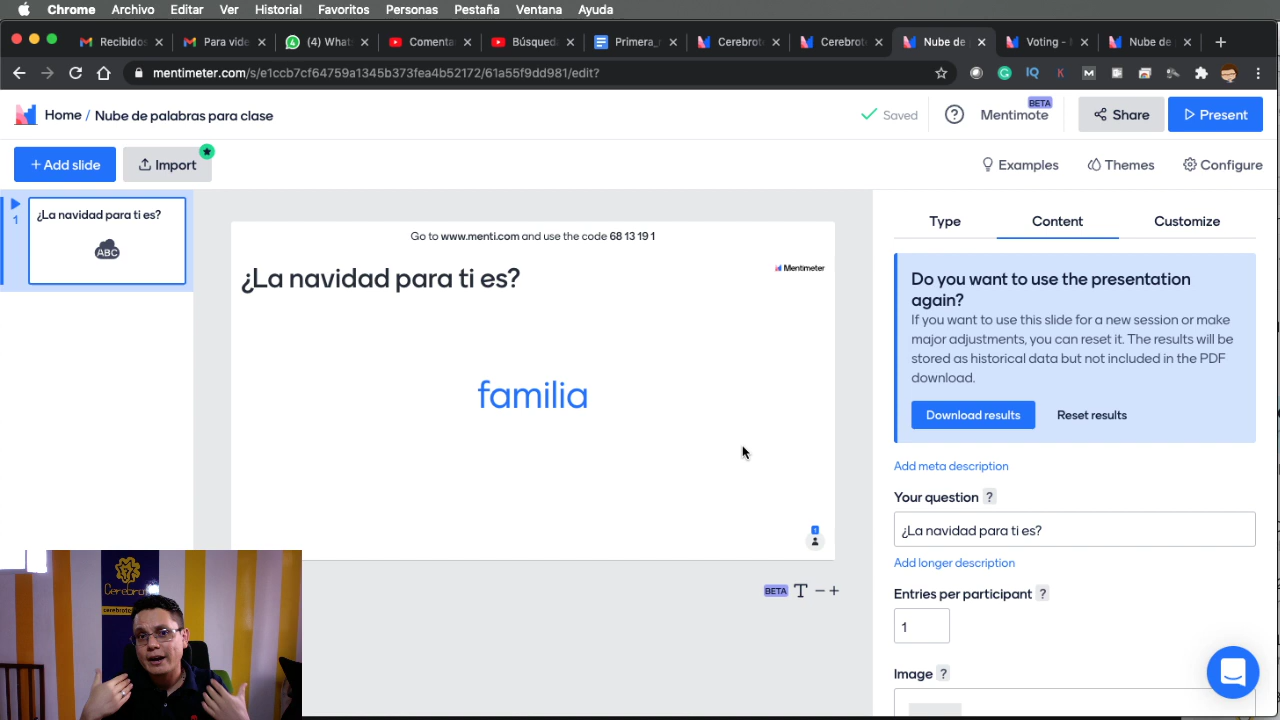 Chrome Archivo Editar Ver Historial Favoritos Personas Pestaña Ventana Ayuda
Recibidos Para vide (4) What Comenta Búsqued Primera_ Cerebrot Cerebrot Nube de Voting - Nube de
mentimeter.com/s/e1ccb7cf64759a1345b373fea4b52172/61a55f9dd981/edit?
Home / Nube de palabras para clase
Saved
Mentimote
BETA
Share
Present
+ Add slide
Import
Examples
Themes
Configure
1
¿La navidad para ti es?
ABC
Go to www.menti.com and use the code 68 13 19 1
¿La navidad para ti es?
Mentimeter
familia
1
BETA T − +
Type Content Customize
Do you want to use the presentation
again?
If you want to use this slide for a new session or make
major adjustments, you can reset it. The results will be
stored as historical data but not included in the PDF
download.
Download results Reset results
Add meta description
Your question ?
¿La navidad para ti es?
Add longer description
Entries per participant ?
1
Image ?